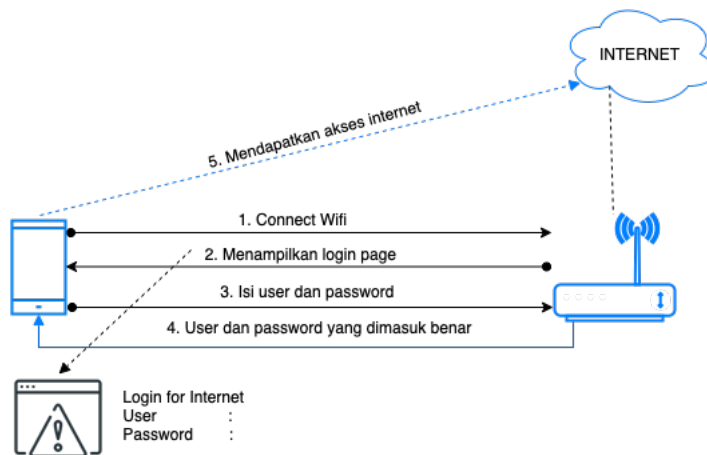 INTERNET
5. Mendapatkan akses internet
1. Connect Wifi
2. Menampilkan login page
3. Isi user dan password
4. User dan password yang dimasuk benar
Login for Internet
User :
Password :